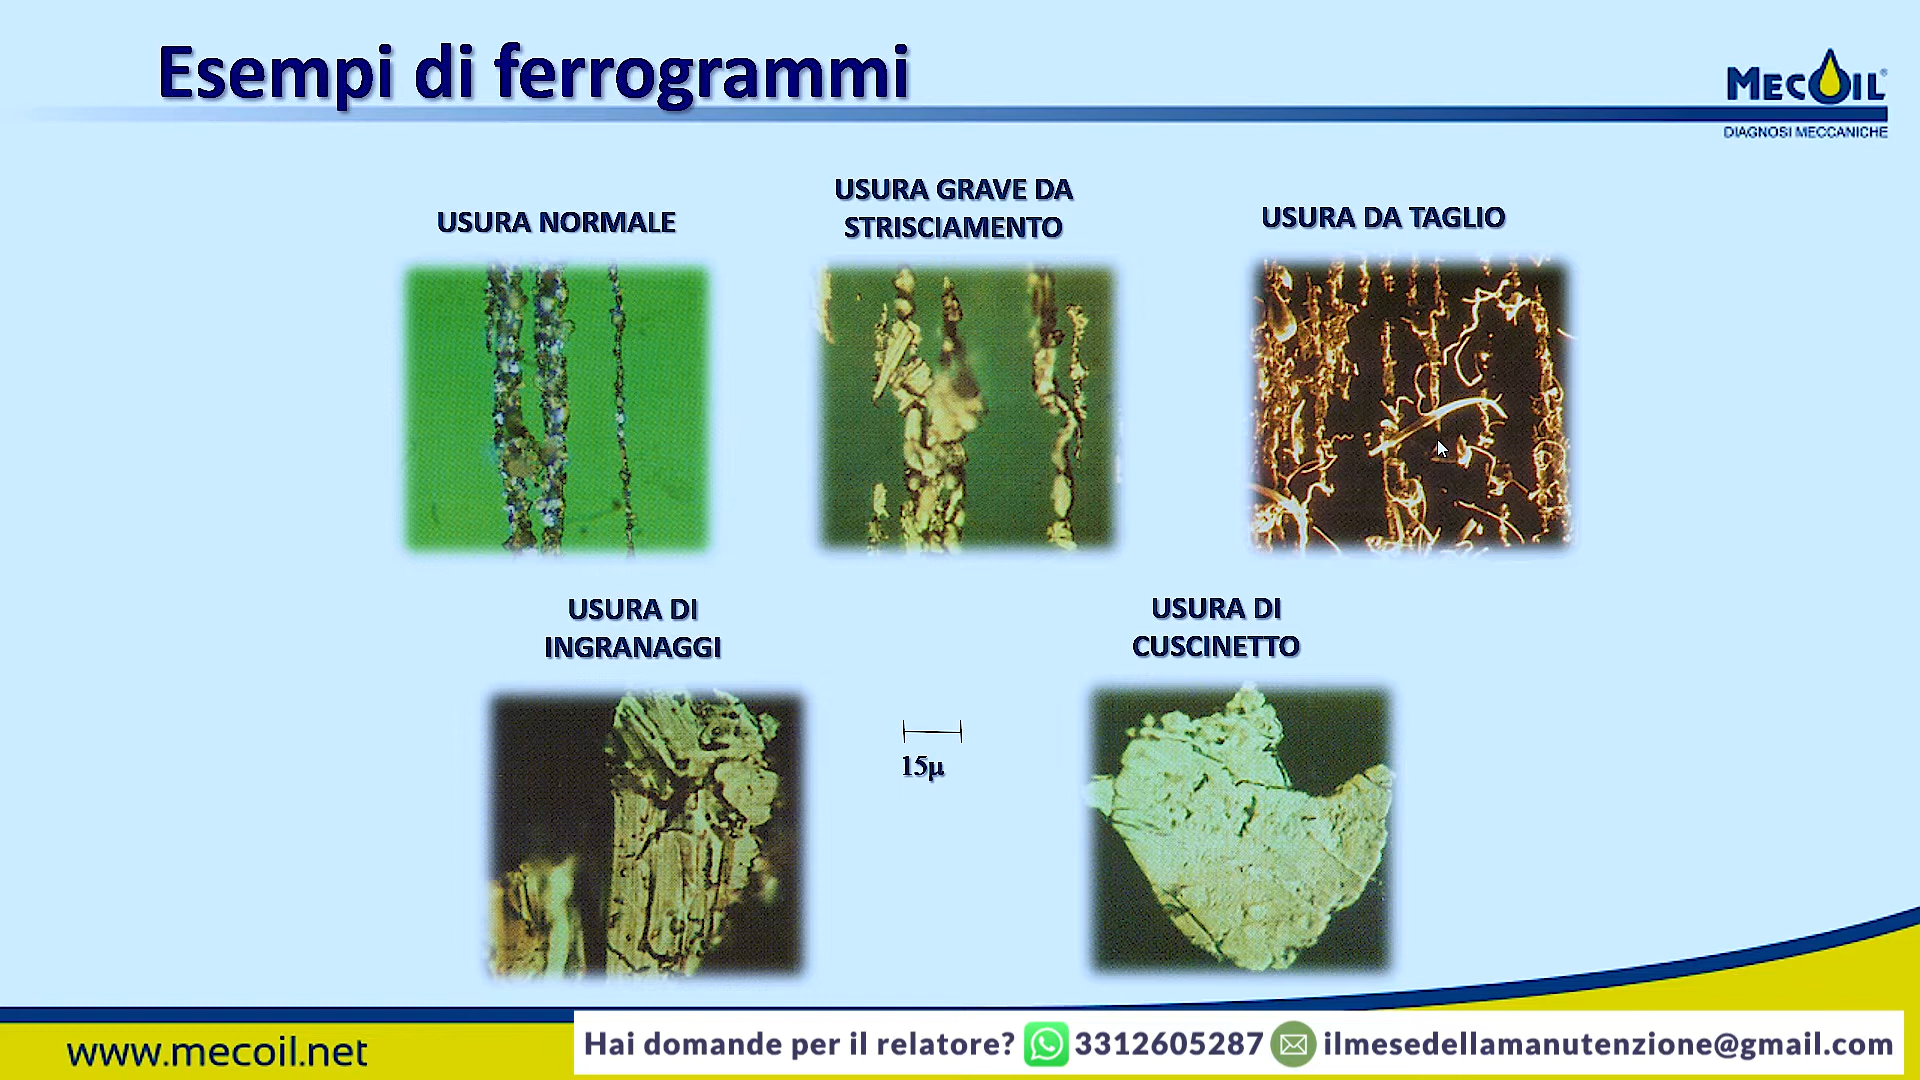 Esempi di ferrogrammi
MECOIL®
DIAGNOSI MECCANICHE
USURA NORMALE
USURA GRAVE DA
STRISCIAMENTO
USURA DA TAGLIO
USURA DI
INGRANAGGI
USURA DI
CUSCINETTO
15μ
www.mecoil.net
Hai domande per il relatore? 3312605287 ilmesedellamanutenzione@gmail.com